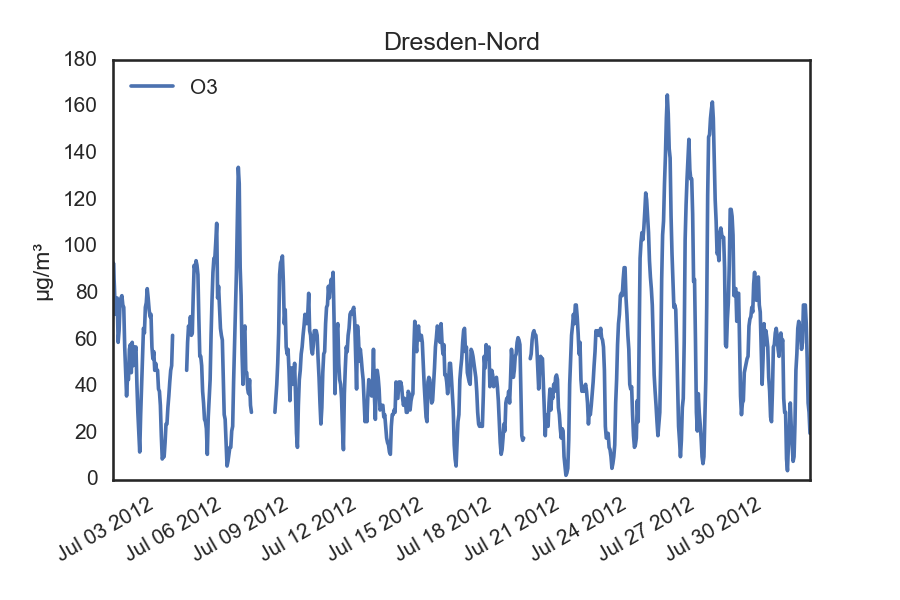 Dresden-Nord
180
160
140
120
100
80
60
40
20
0
µg/m³
O3
Jul 03 2012
Jul 06 2012
Jul 09 2012
Jul 12 2012
Jul 15 2012
Jul 18 2012
Jul 21 2012
Jul 24 2012
Jul 27 2012
Jul 30 2012